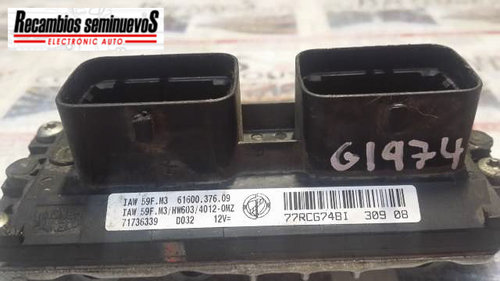 Recambios seminuevoS
ELECTRONIC AUTO
G1974
IAW 59F.M3 61600.376.09
IAW 59F.M3/HW603/4012-OMZ
71736339 D032 12V=
77RCG74BI 309 08